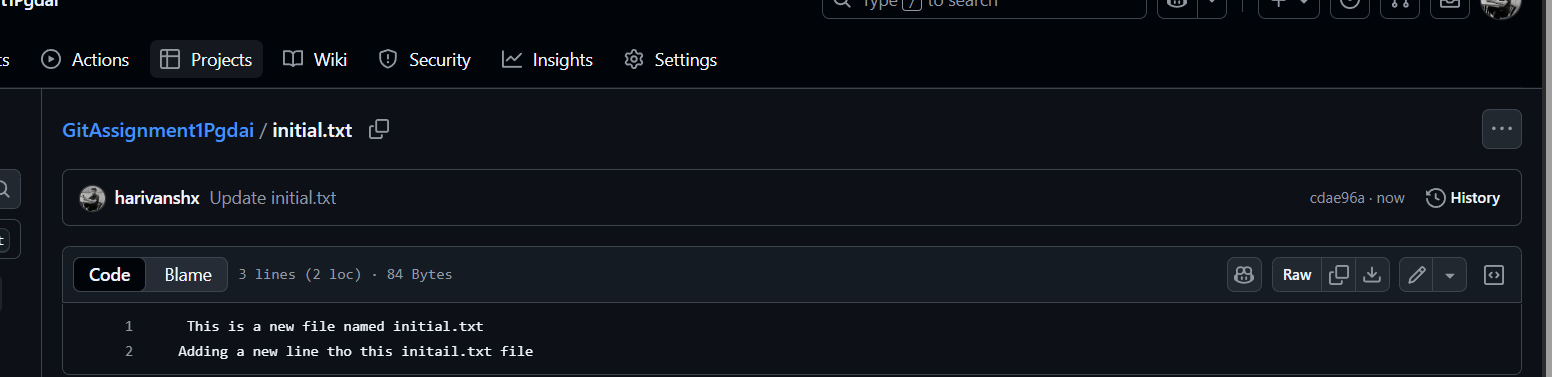 Type / to search
Actions Projects Wiki Security Insights Settings
GitAssignment1Pgdai / initial.txt
harivanshx Update initial.txt cdae96a · now History
Code Blame 3 lines (2 loc) · 84 Bytes Raw
1 This is a new file named initial.txt
2 Adding a new line tho this initail.txt file